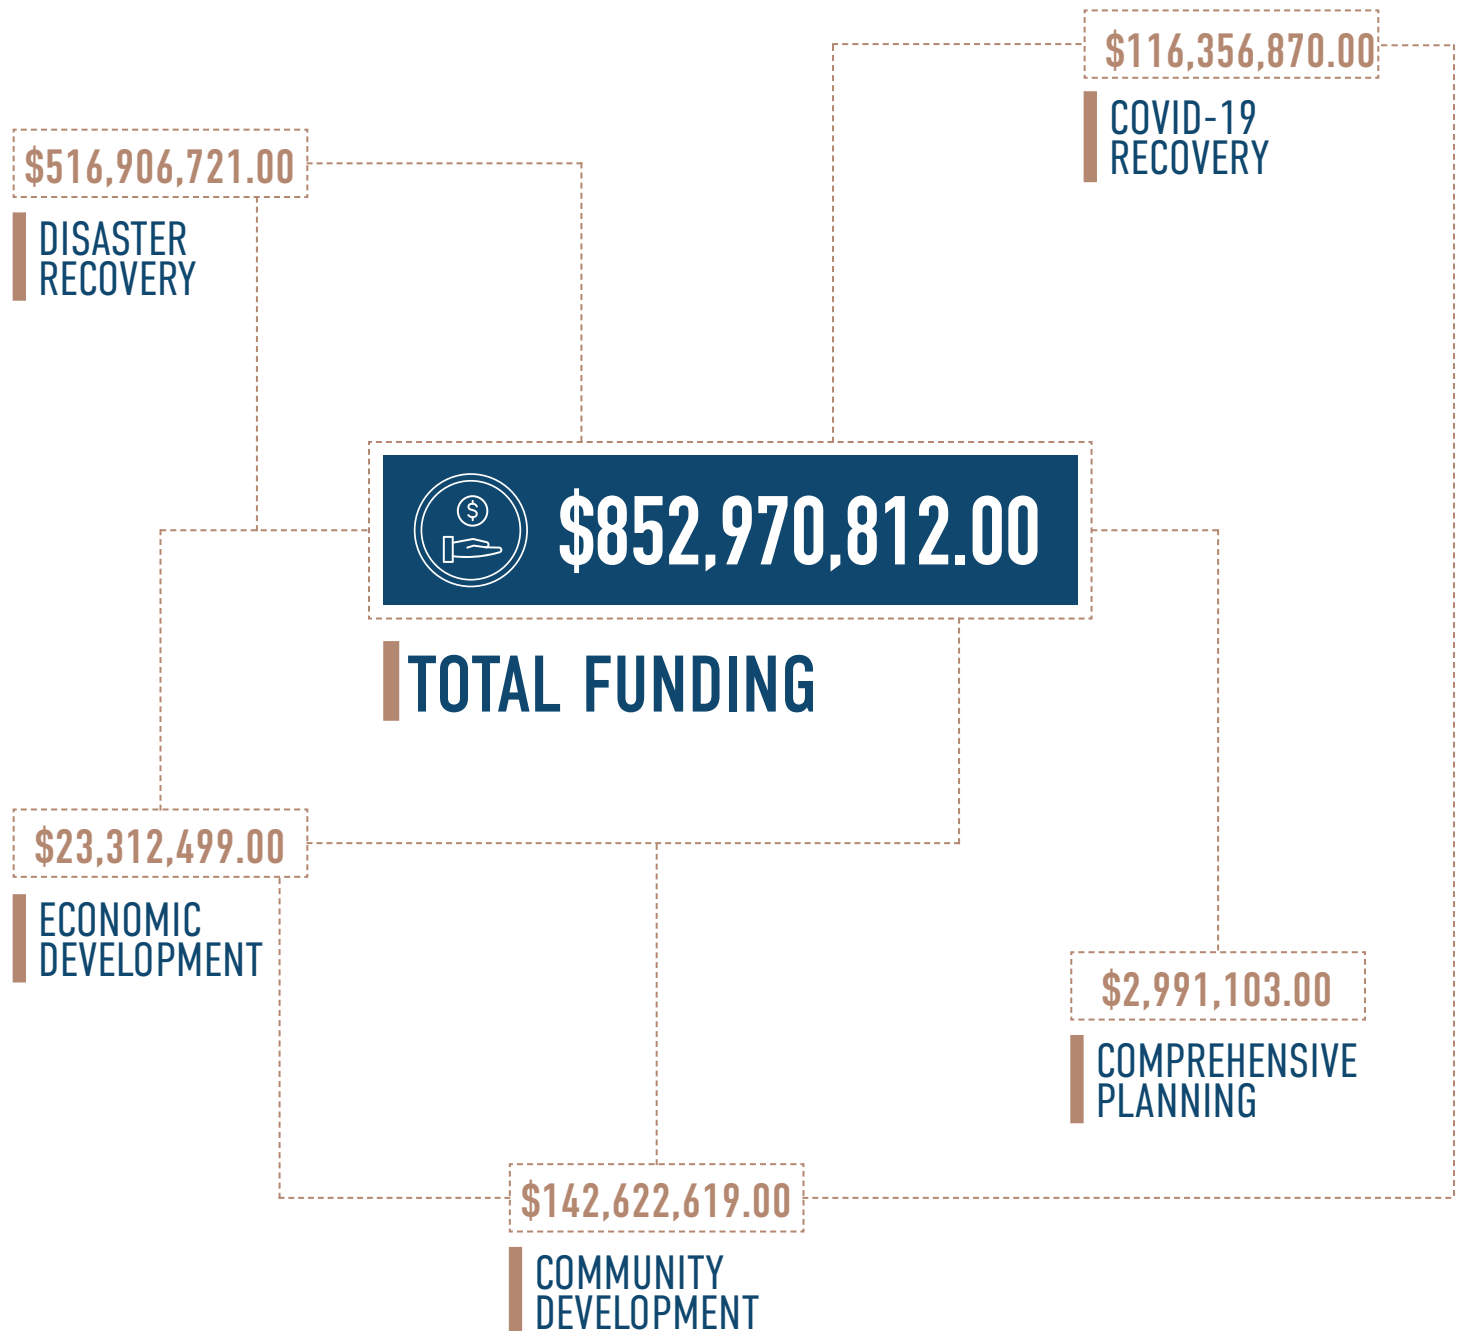 $116,356,870.00
COVID-19
RECOVERY
$516,906,721.00
DISASTER
RECOVERY
$
$852,970,812.00
TOTAL FUNDING
$23,312,499.00
ECONOMIC
DEVELOPMENT
$2,991,103.00
COMPREHENSIVE
PLANNING
$142,622,619.00
COMMUNITY
DEVELOPMENT